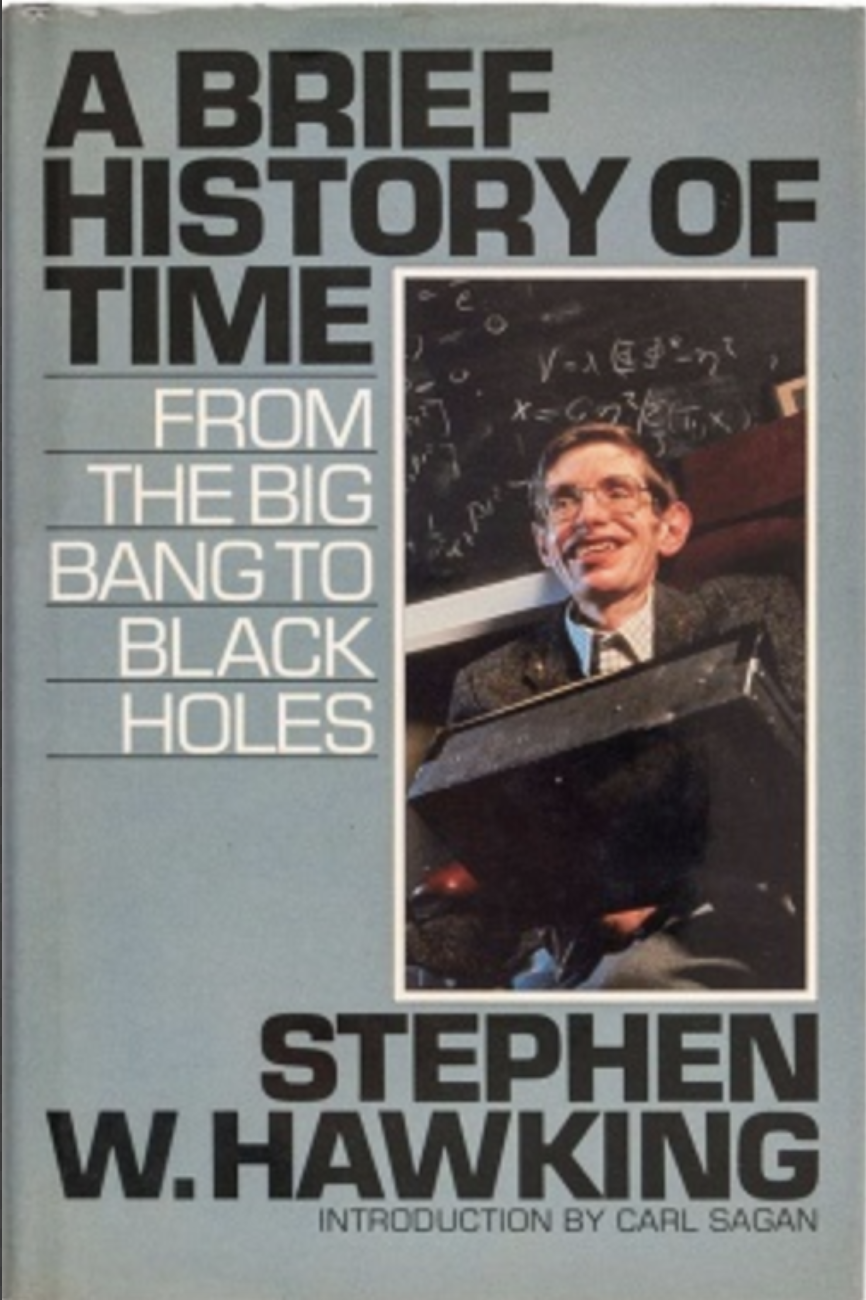 A BRIEF
HISTORY OF
TIME
FROM
THE BIG
BANG TO
BLACK
HOLES
STEPHEN
W. HAWKING
INTRODUCTION BY CARL SAGAN